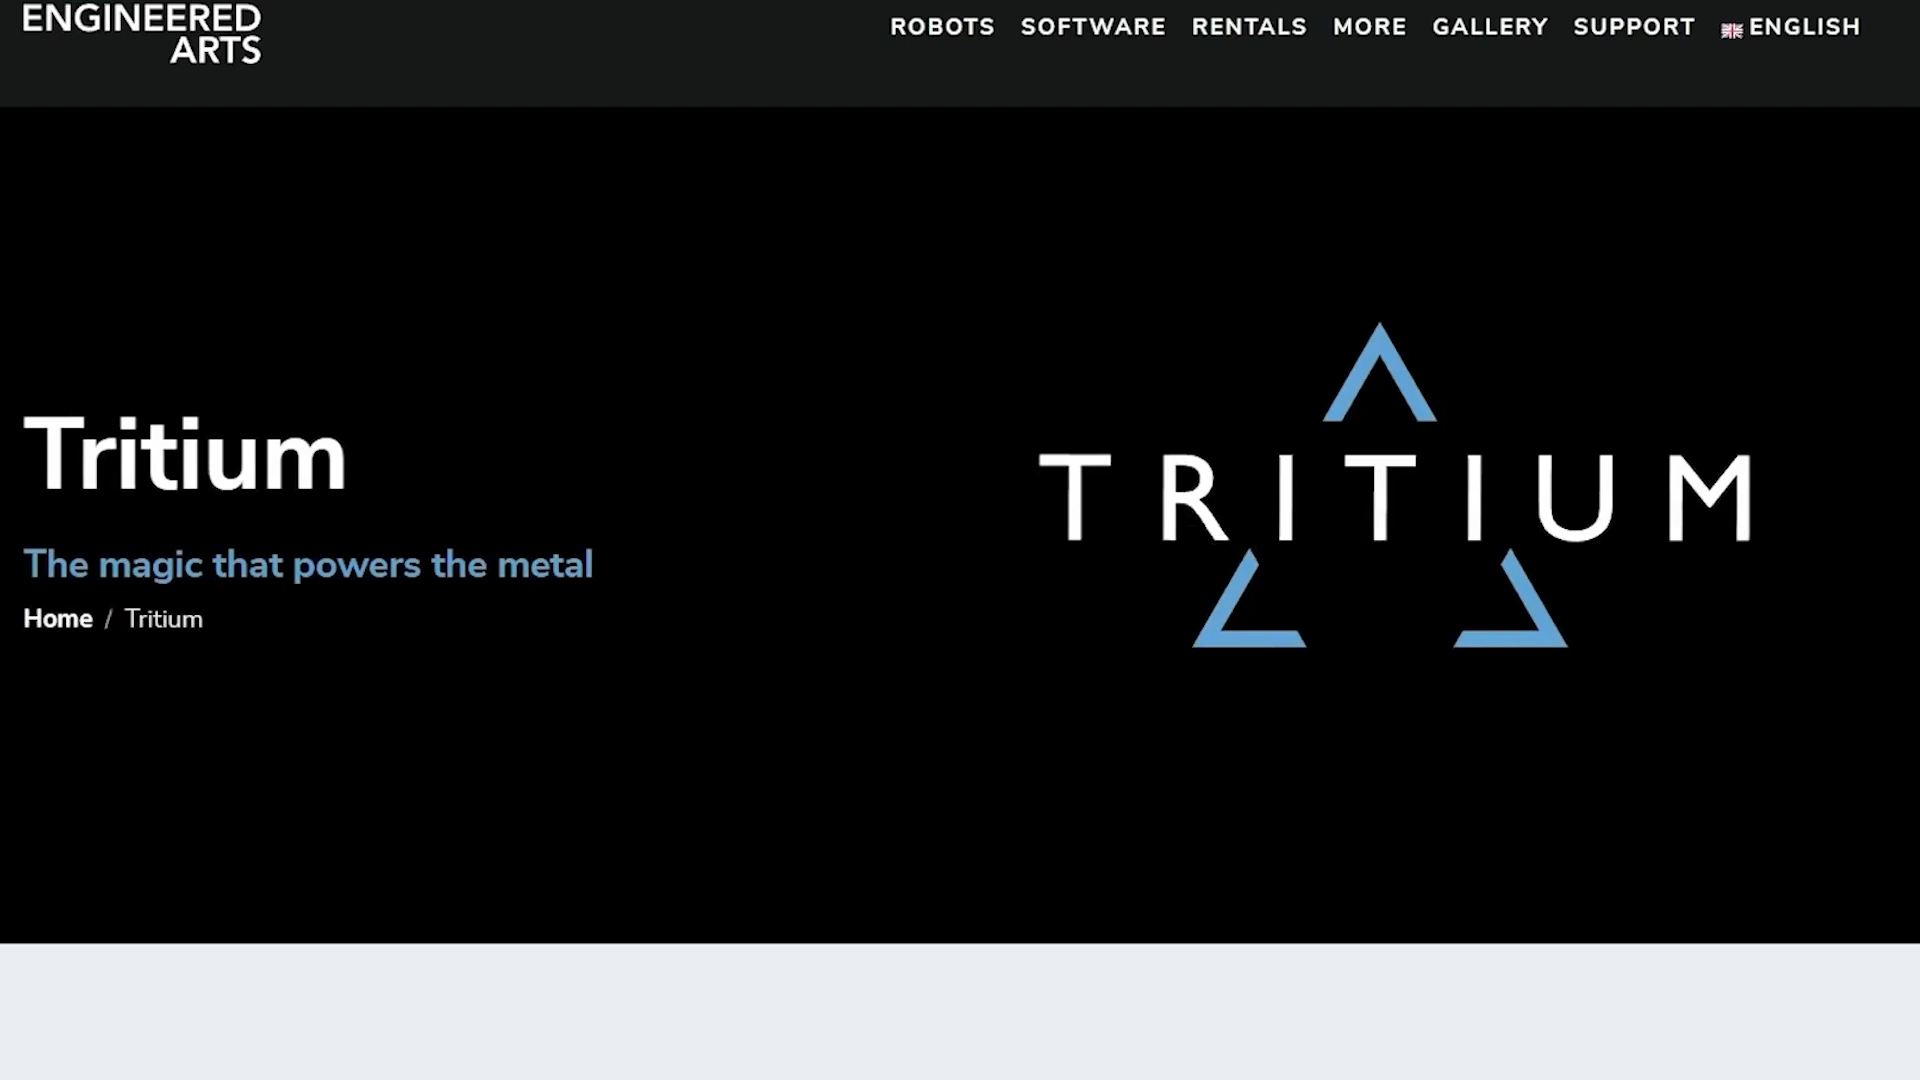 ENGINEERED
ARTS
ROBOTS SOFTWARE RENTALS MORE GALLERY SUPPORT ENGLISH
Tritium
The magic that powers the metal
Home / Tritium
TRITIUM